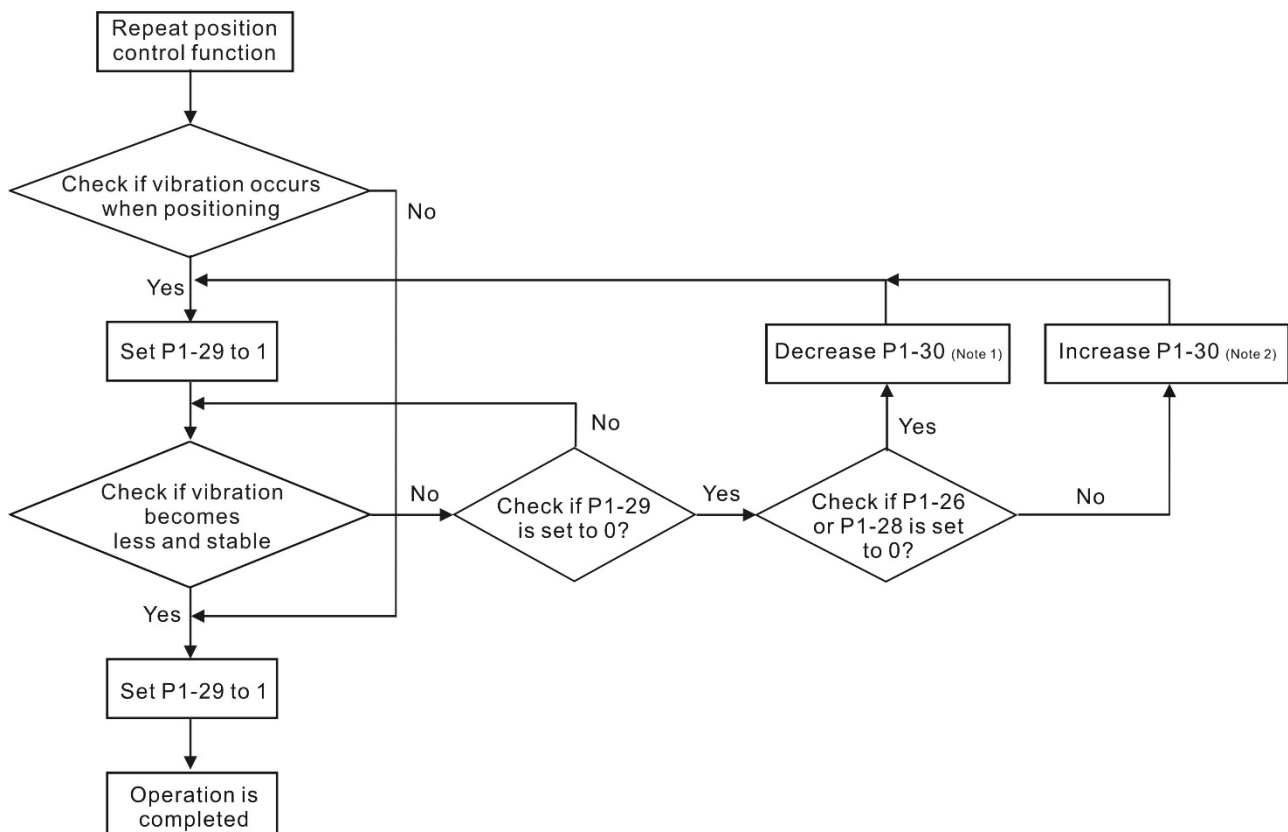 Repeat position
control function
Check if vibration occurs
when positioning
No
Yes
Set P1-29 to 1
Decrease P1-30 (Note 1)
Increase P1-30 (Note 2)
No
Yes
Check if vibration
becomes
less and stable
No
Check if P1-29
is set to 0?
Yes
Check if P1-26
or P1-28 is set
to 0?
No
Yes
Set P1-29 to 1
Operation is
completed